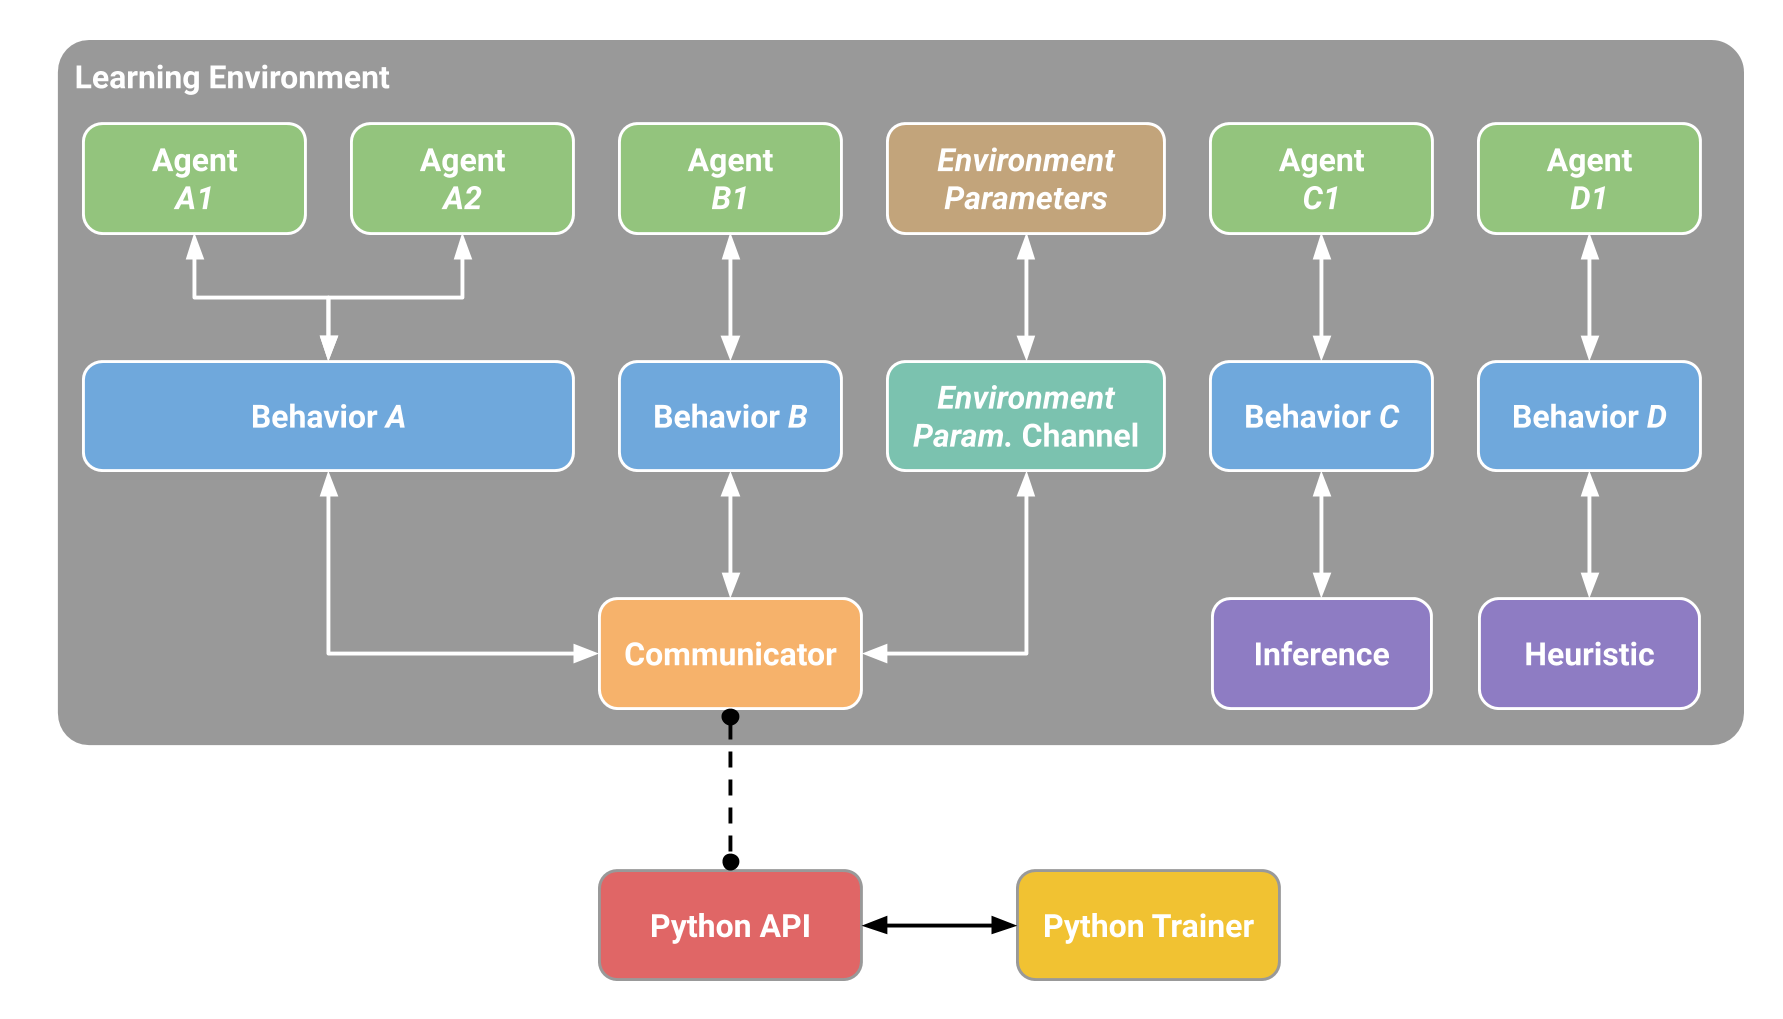 Learning Environment
Agent
A1
Agent
A2
Agent
B1
Environment
Parameters
Agent
C1
Agent
D1
Behavior A
Behavior B
Environment
Param. Channel
Behavior C
Behavior D
Communicator
Inference
Heuristic
Python API
Python Trainer